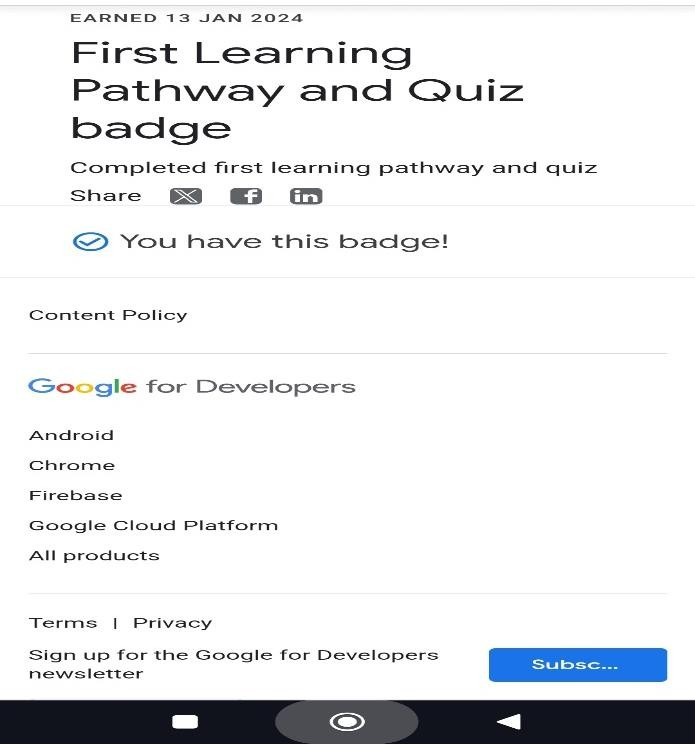 EARNED 13 JAN 2024
First Learning
Pathway and Quiz
badge
Completed first learning pathway and quiz
Share
You have this badge!
Content Policy
Google for Developers
Android
Chrome
Firebase
Google Cloud Platform
All products
Terms | Privacy
Sign up for the Google for Developers
newsletter
Subsc...